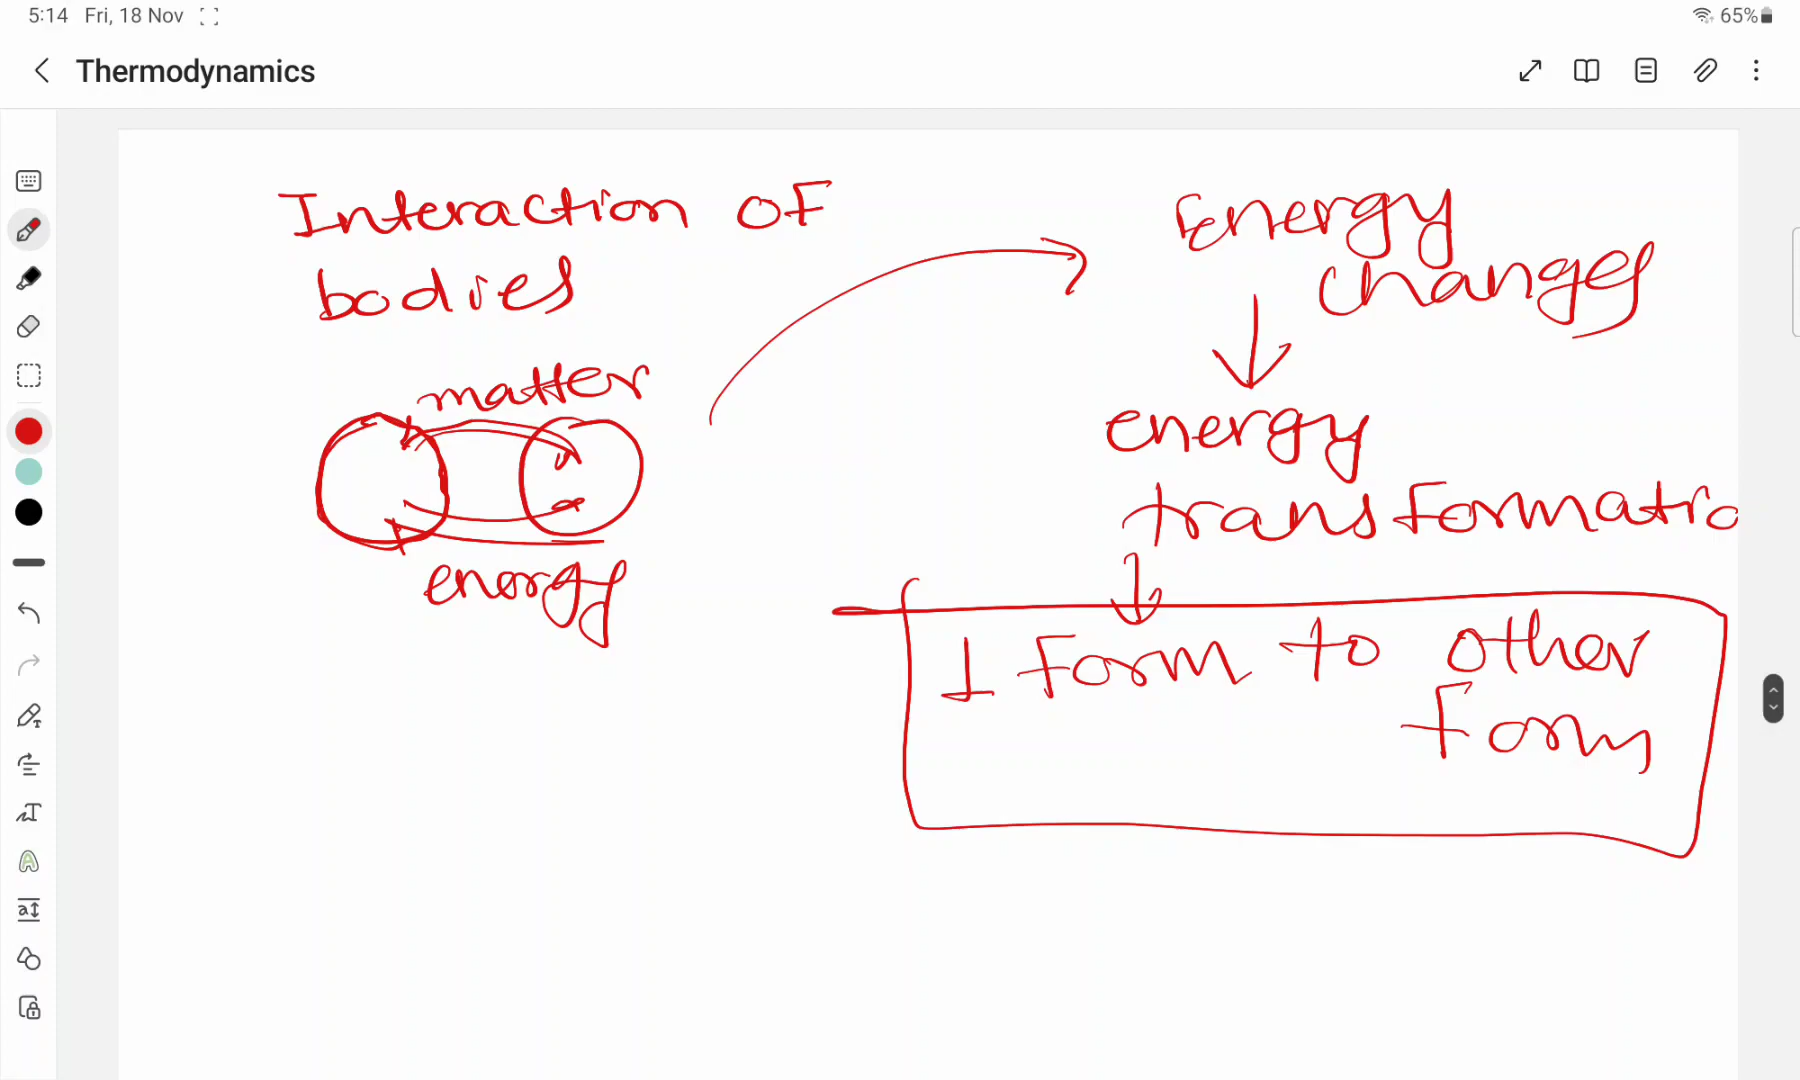 5:14 Fri, 18 Nov
65%
Thermodynamics
Interaction of
bodies
matter
energy
Energy
changes
energy
transformatio
1 form to other
form